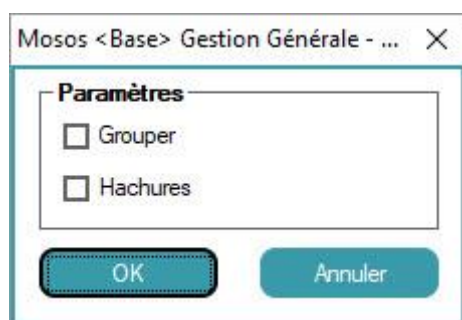 Mosos <Base> Gestion Générale - ...
Paramètres
Grouper
Hachures
OK Annuler